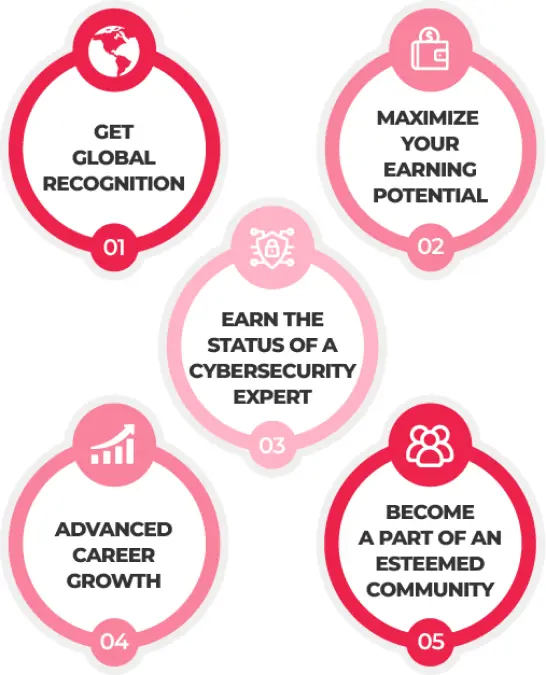 GET
GLOBAL
RECOGNITION
01
MAXIMIZE
YOUR
EARNING
POTENTIAL
02
EARN THE
STATUS OF A
CYBERSECURITY
EXPERT
03
ADVANCED
CAREER
GROWTH
04
BECOME
A PART OF AN
ESTEEMED
COMMUNITY
05